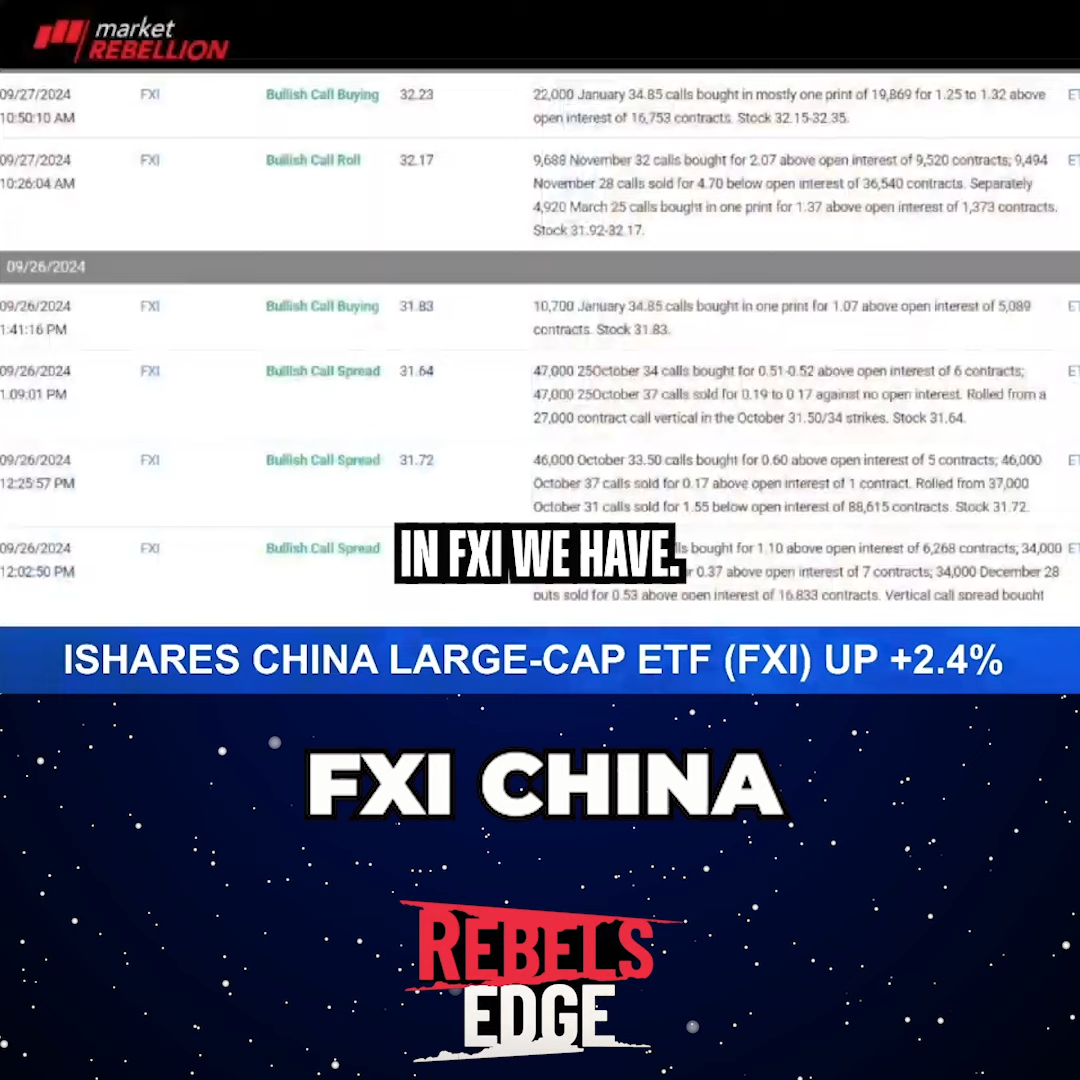 market
REBELLION
09/27/2024 FXI Bullish Call Buying 32.23 22,000 January 34.85 calls bought in mostly one print of 19,869 for 1.25 to 1.32 above
10:50:10 AM open interest of 16,753 contracts. Stock 32.15-32.35.
09/27/2024 FXI Bullish Call Roll 32.17 9,688 November 32 calls bought for 2.07 above open interest of 9,520 contracts; 9,494
10:26:04 AM November 28 calls sold for 4.70 below open interest of 36,540 contracts. Separately
4,920 March 25 calls bought in one print for 1.37 above open interest of 1,373 contracts.
Stock 31.92-32.17.
09/26/2024
09/26/2024 FXI Bullish Call Buying 31.83 10,700 January 34.85 calls bought in one print for 1.07 above open interest of 5,089
1:41:16 PM contracts. Stock 31.83.
09/26/2024 FXI Bullish Call Spread 31.64 47,000 25October 34 calls bought for 0.51-0.52 above open interest of 6 contracts;
1:09:01 PM 47,000 25October 37 calls sold for 0.19 to 0.17 against no open interest. Rolled from a
27,000 contract call vertical in the October 31.50/34 strikes. Stock 31.64.
09/26/2024 FXI Bullish Call Spread 31.72 46,000 October 33.50 calls bought for 0.60 above open interest of 5 contracts; 46,000
12:25:57 PM October 37 calls sold for 0.17 above open interest of 1 contract. Rolled from 37,000
October 31 calls sold for 1.55 below open interest of 88,615 contracts. Stock 31.72.
09/26/2024 FXI Bullish Call Spread bought for 1.10 above open interest of 6,268 contracts; 34,000
12:02:50 PM 0.37 above open interest of 7 contracts; 34,000 December 28
puts sold for 0.53 above open interest of 16,833 contracts. Vertical call spread bought
IN FXI WE HAVE.
ISHARES CHINA LARGE-CAP ETF (FXI) UP +2.4%
FXI CHINA
REBELS
EDGE